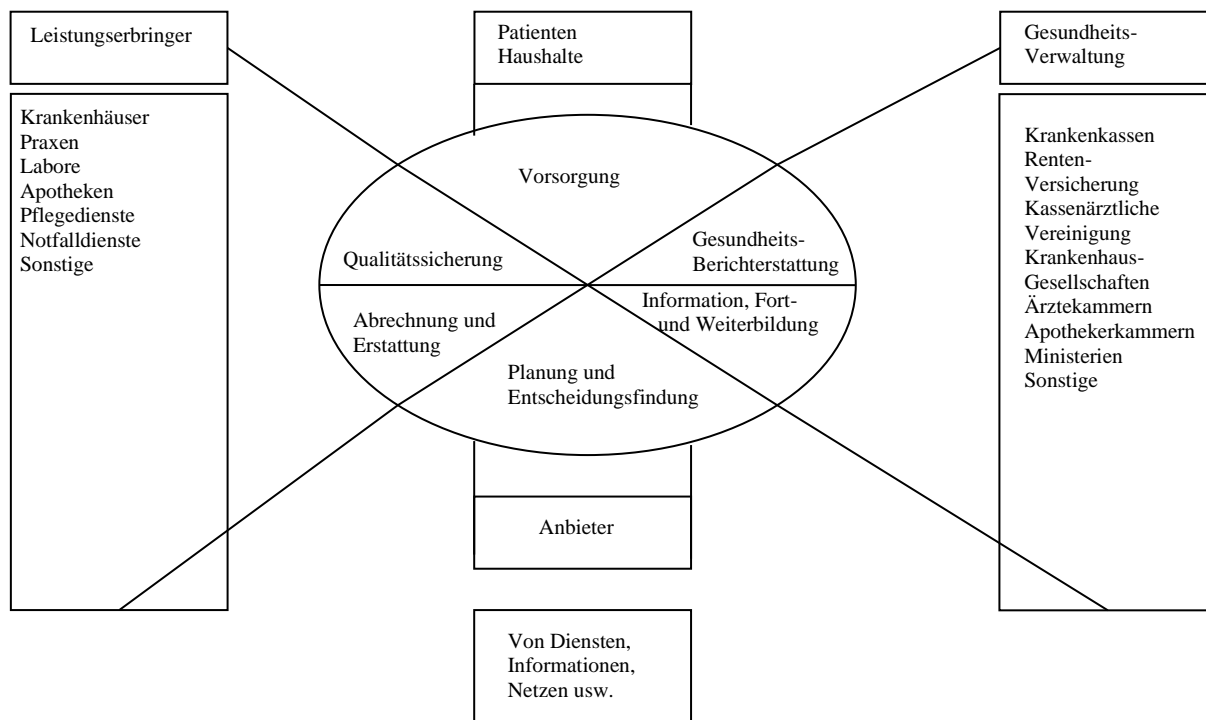 Leistungserbringer
Patienten
Haushalte
Gesundheits-
Verwaltung
Krankenhäuser
Praxen
Labore
Apotheken
Pflegedienste
Notfalldienste
Sonstige
Vorsorgung
Qualitätssicherung
Gesundheits-
Berichterstattung
Abrechnung und
Erstattung
Information, Fort-
und Weiterbildung
Planung und
Entscheidungsfindung
Krankenkassen
Renten-
Versicherung
Kassenärztliche
Vereinigung
Krankenhaus-
Gesellschaften
Ärztekammern
Apothekerkammern
Ministerien
Sonstige
Anbieter
Von Diensten,
Informationen,
Netzen usw.